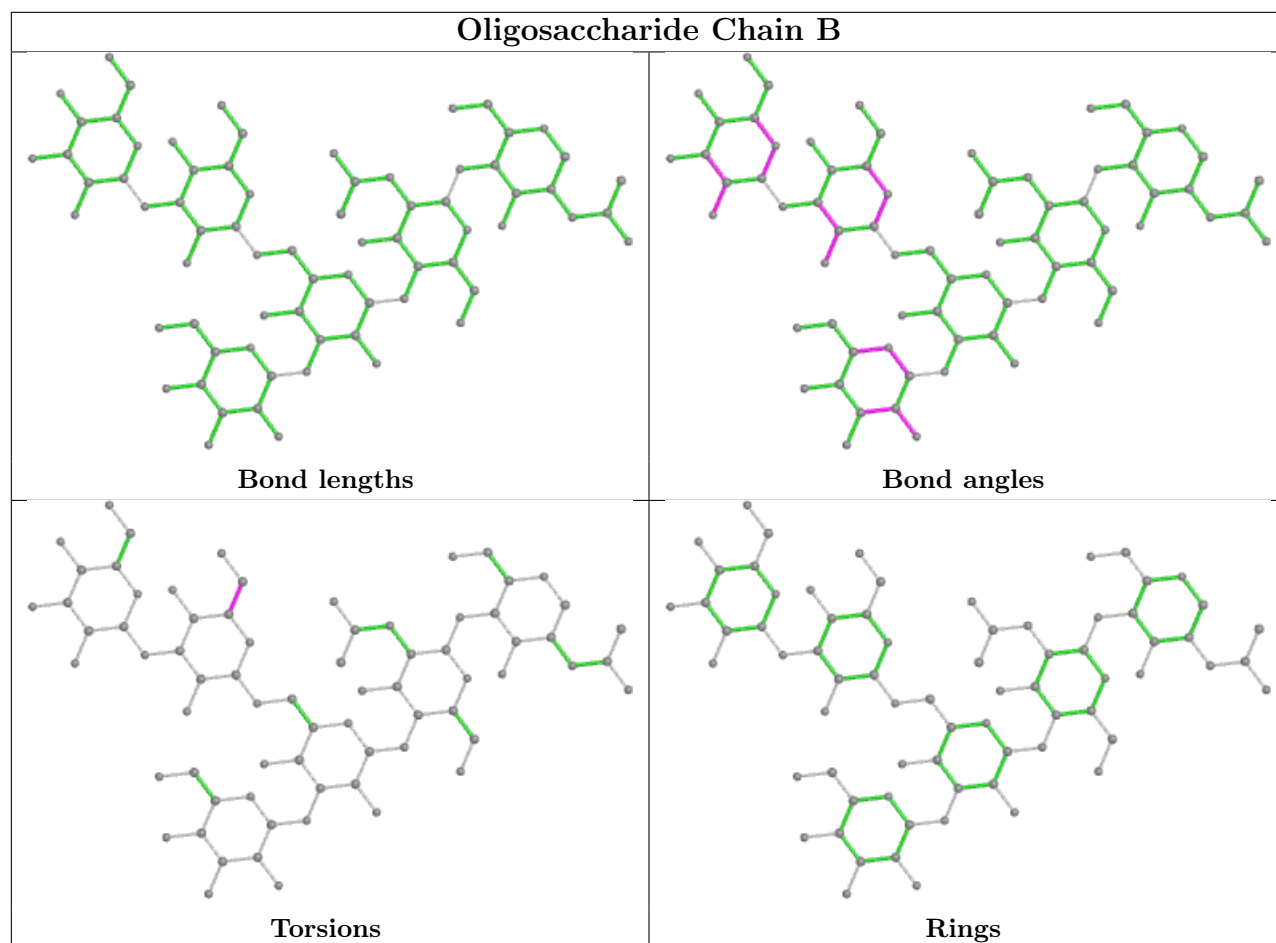 Oligosaccharide Chain B
Bond lengths
Bond angles
Torsions
Rings